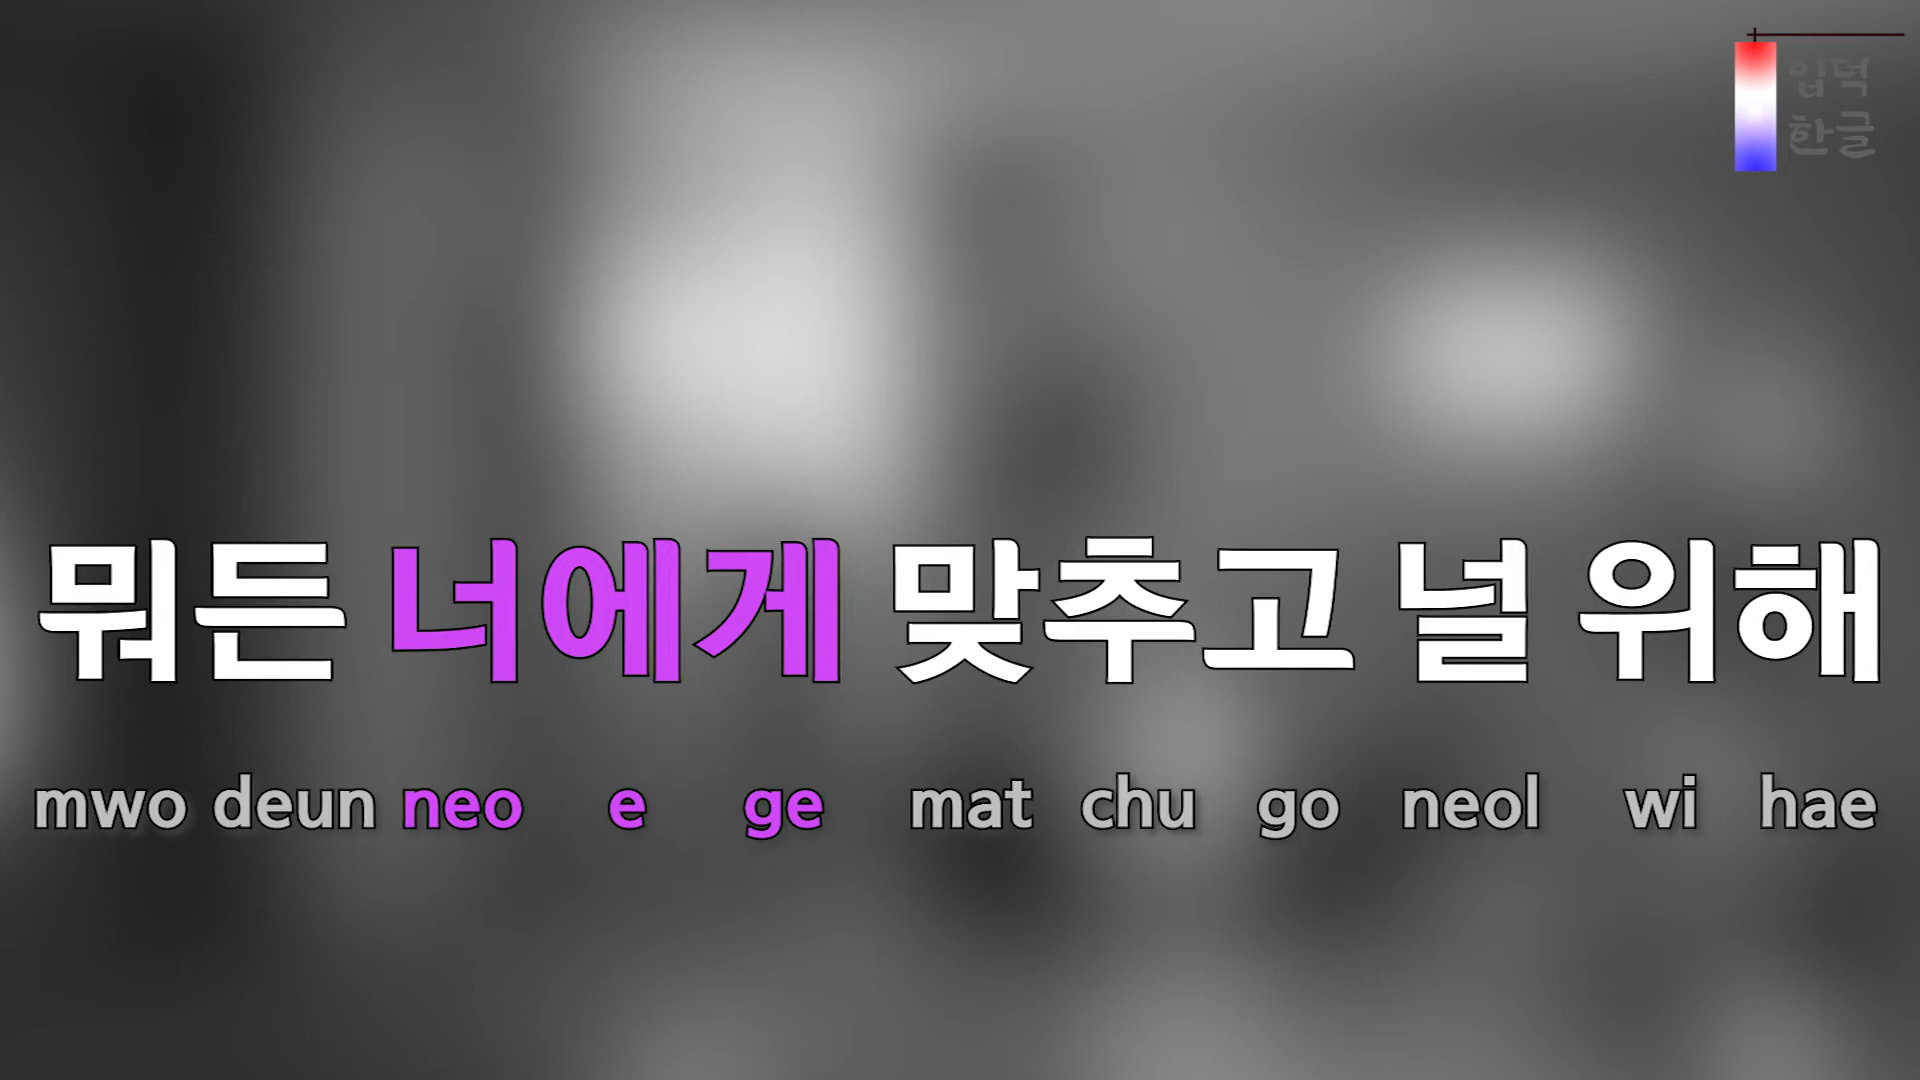 입덕
한글
뭐든 너에게 맞추고 널 위해
mwo deun neo e ge mat chu go neol wi hae